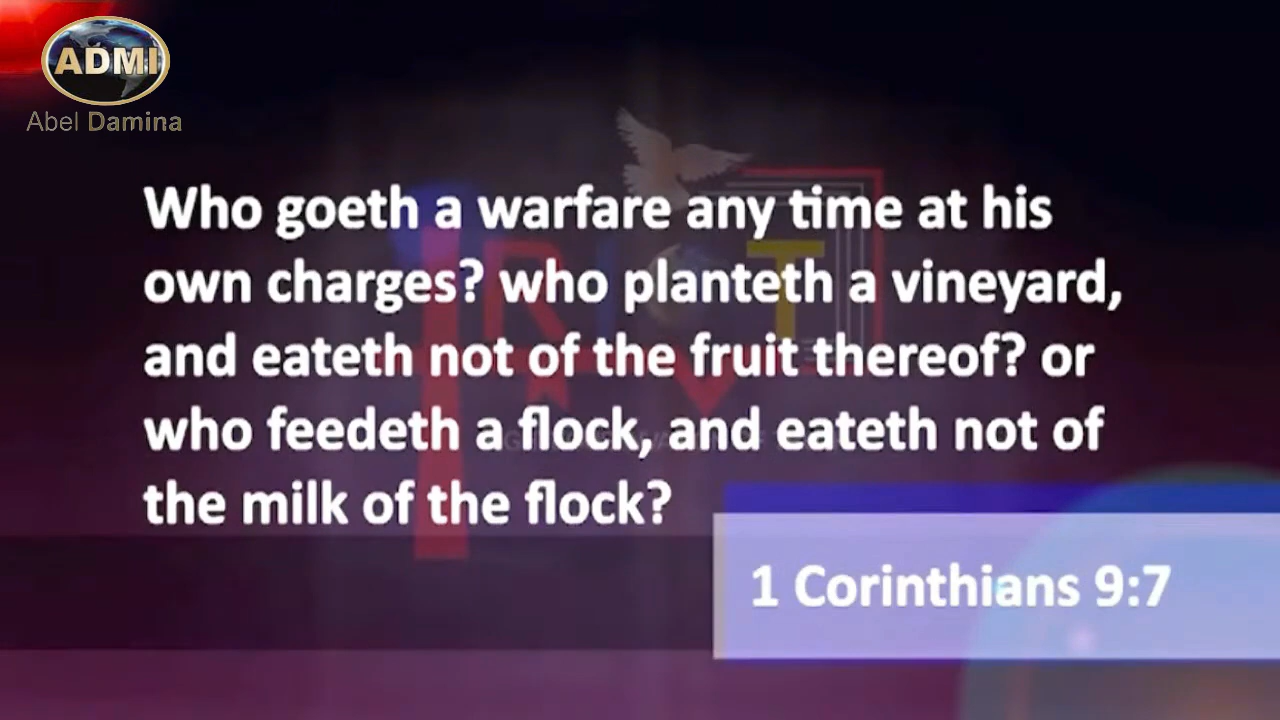 ADMI
Abel Damina
Who goeth a warfare any time at his
own charges? who planteth a vineyard,
and eateth not of the fruit thereof? or
who feedeth a flock, and eateth not of
the milk of the flock?
1 Corinthians 9:7